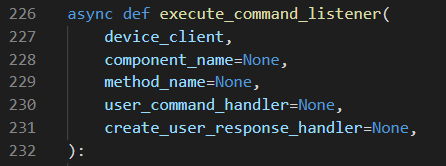 226 async def execute_command_listener(
227     device_client,
228     component_name=None,
229     method_name=None,
230     user_command_handler=None,
231     create_user_response_handler=None,
232 ):